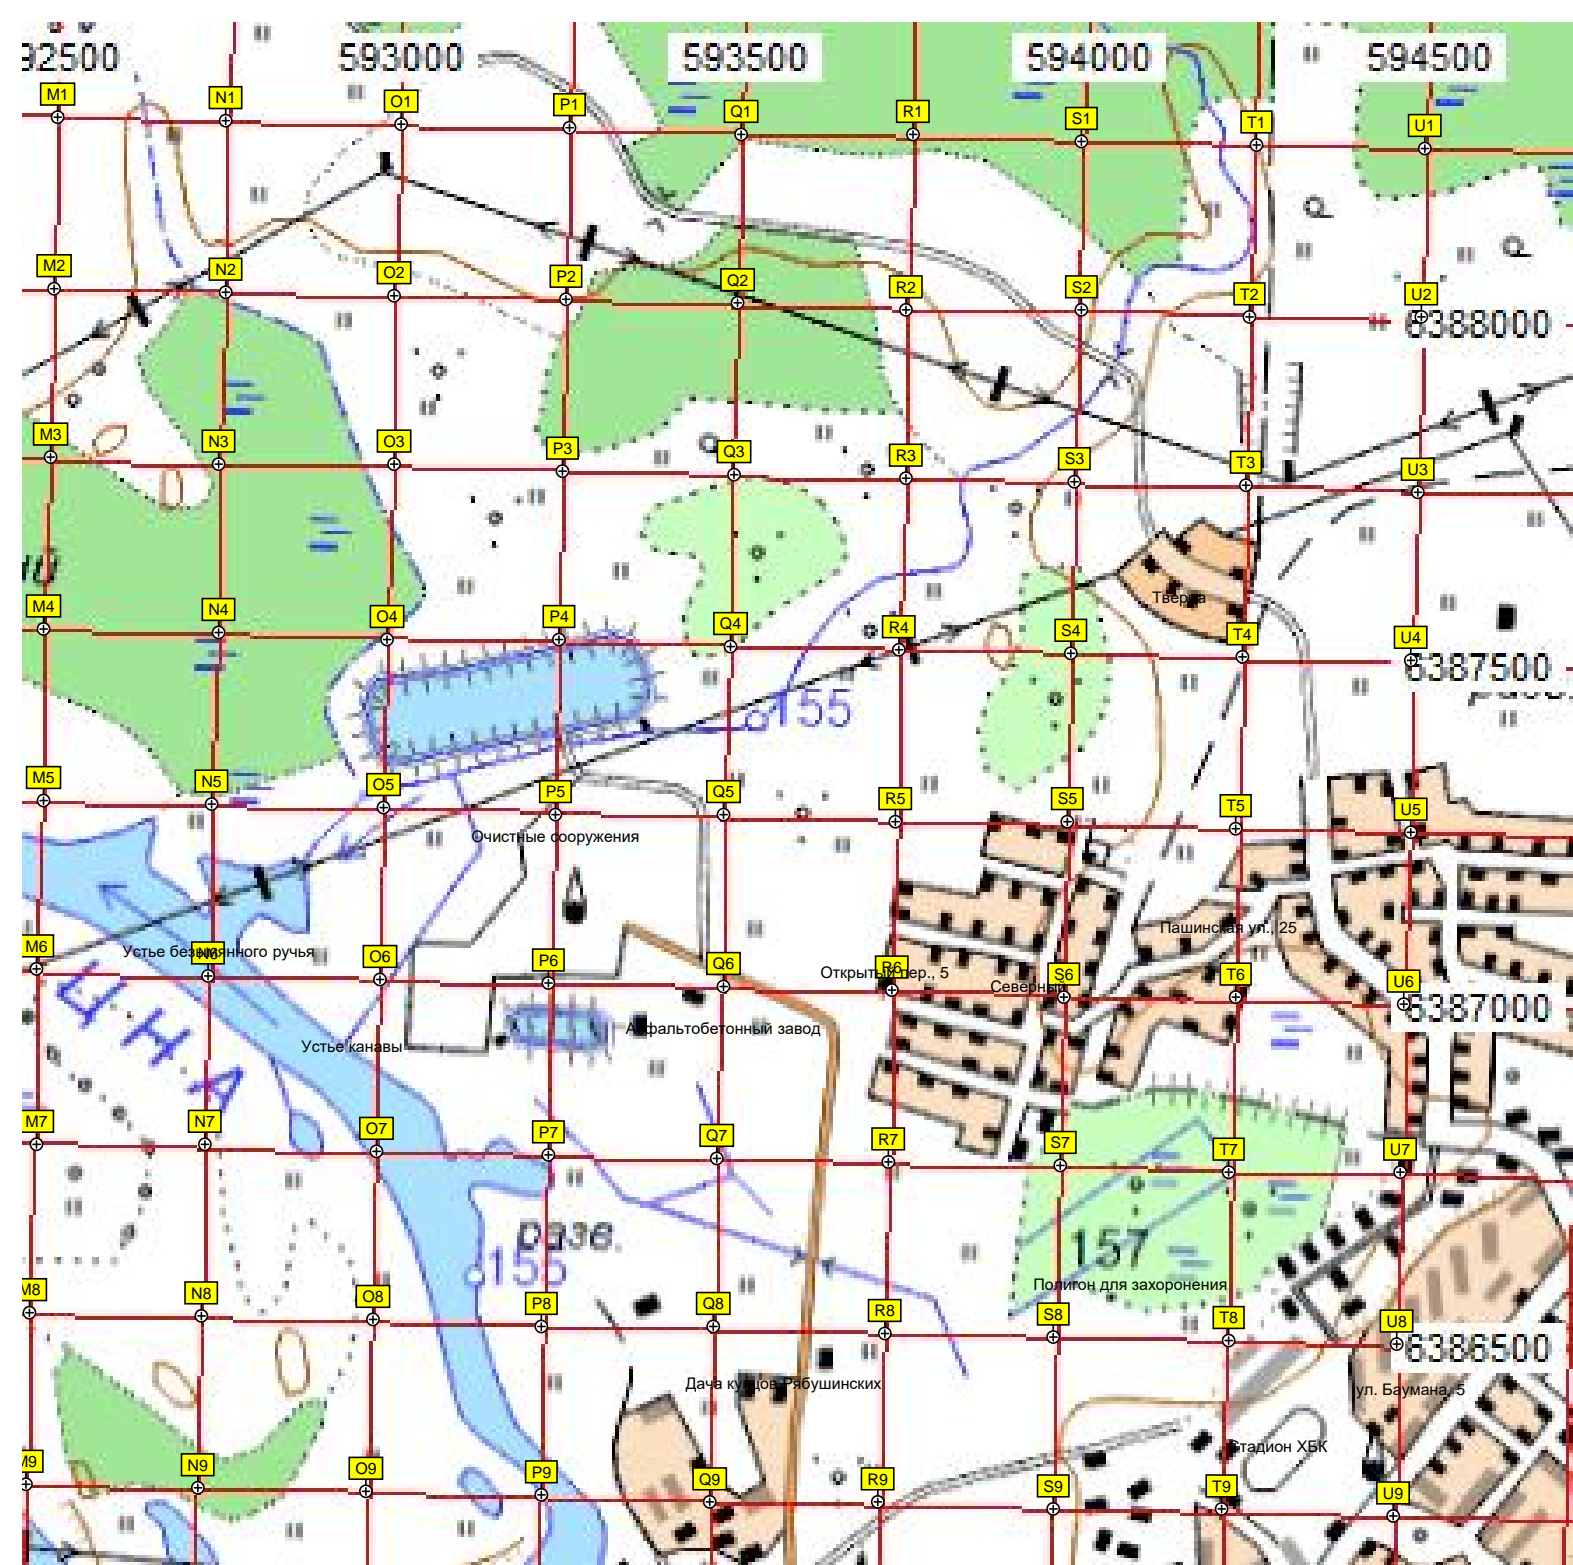 92500 593000 593500 594000 594500
M1 N1 O1 P1 Q1 R1 S1 T1 U1
M2 N2 O2 P2 Q2 R2 S2 T2 U2
6388000
M3 N3 O3 P3 Q3 R3 S3 T3 U3
Тверца
M4 N4 O4 P4 Q4 R4 S4 T4 U4
6387500
155
M5 N5 O5 P5 Q5 R5 S5 T5 U5
Очистные сооружения
Пашинская ул., 25
M6 N6 O6 P6 Q6 R6 S6 T6 U6
Устье безымянного ручья
Открытый пер., 5
Северный
6387000
ЦНА
Асфальтобетонный завод
Устье канавы
M7 N7 O7 P7 Q7 R7 S7 T7 U7
разв.
157
155
Полигон для захоронения
M8 N8 O8 P8 Q8 R8 S8 T8 U8
6386500
Дача купцов Рябушинских
ул. Баумана, 5
Стадион ХБК
M9 N9 O9 P9 Q9 R9 S9 T9 U9